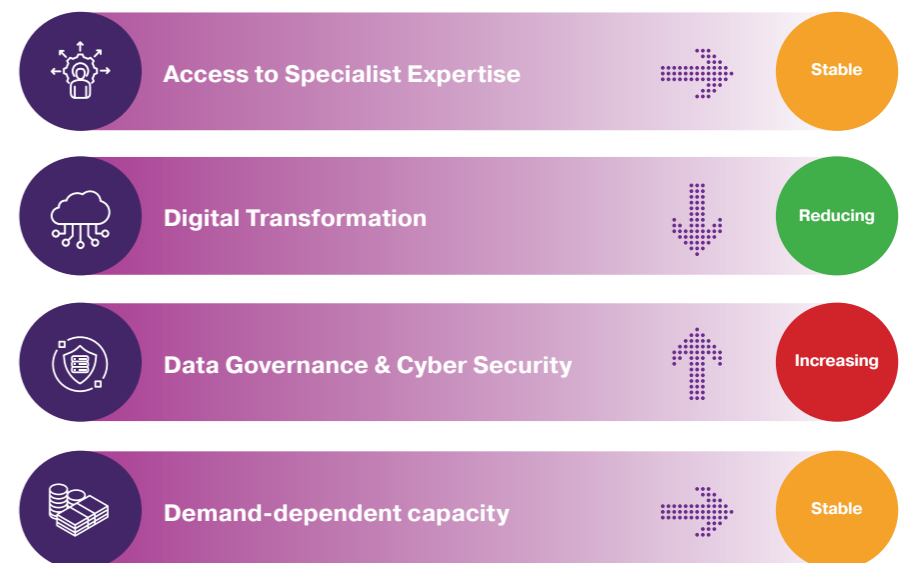 Access to Specialist Expertise
Stable
Digital Transformation
Reducing
Data Governance & Cyber Security
Increasing
Demand-dependent capacity
Stable